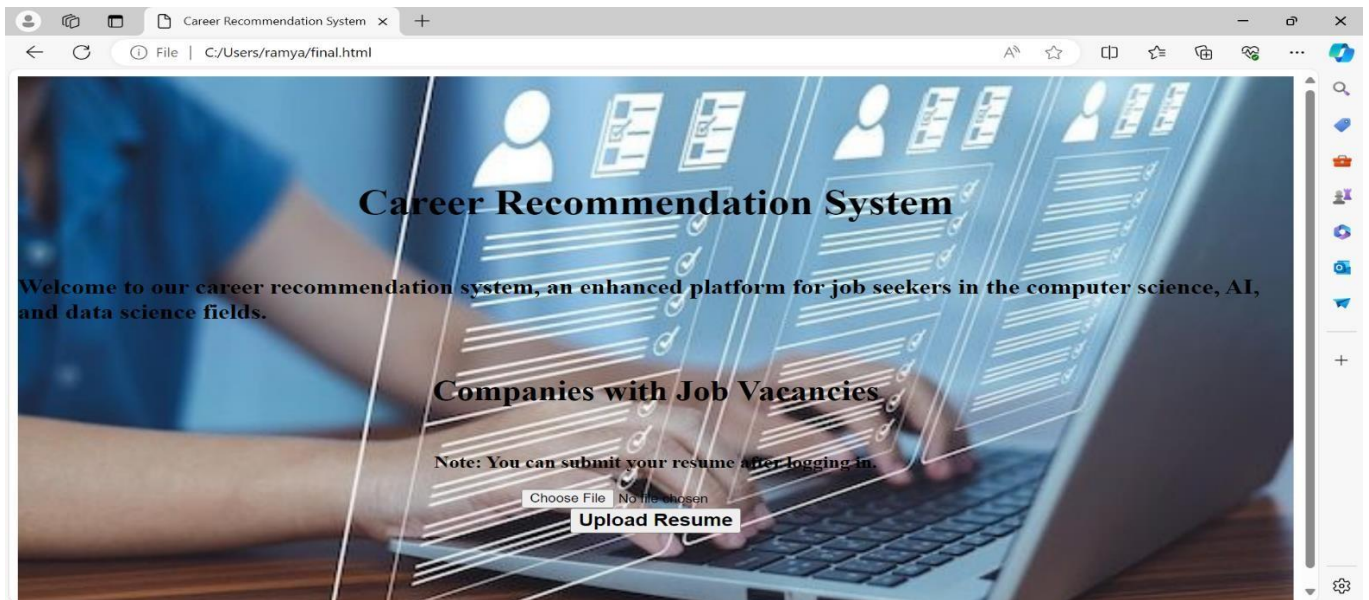 Career Recommendation System
File | C:/Users/ramya/final.html
Career Recommendation System
Welcome to our career recommendation system, an enhanced platform for job seekers in the computer science, AI,
and data science fields.
Companies with Job Vacancies
Note: You can submit your resume after logging in.
Choose File No file chosen
Upload Resume